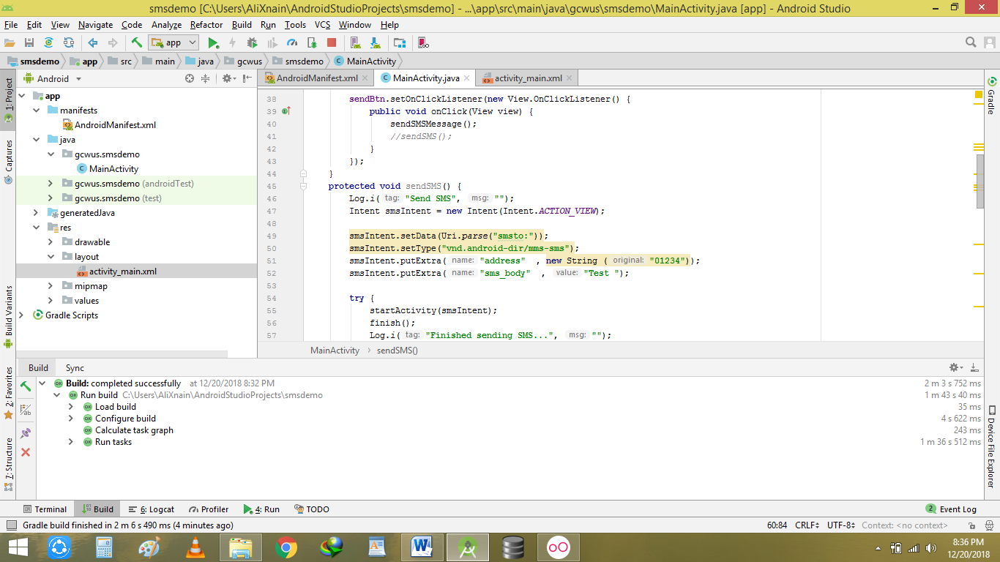 smsdemo [C:\Users\AliXnain\AndroidStudioProjects\smsdemo] - ...\app\src\main\java\gcwus\smsdemo\MainActivity.java [app] - Android Studio
File Edit View Navigate Code Analyze Refactor Build Run Tools VCS Window Help
app
smsdemo app src main java gcwus smsdemo MainActivity
Android
AndroidManifest.xml MainActivity.java activity_main.xml
1: Project
Captures
Build Variants
2: Favorites
7: Structure
app
manifests
AndroidManifest.xml
java
gcwus.smsdemo
MainActivity
gcwus.smsdemo (androidTest)
gcwus.smsdemo (test)
generatedJava
res
drawable
layout
activity_main.xml
mipmap
values
Gradle Scripts
38 sendBtn.setOnClickListener(new View.OnClickListener() {
39 public void onClick(View view) {
40 sendSMSMessage();
41 //sendSMS();
42 }
43 });
44 }
45 protected void sendSMS() {
46 Log.i( tag: "Send SMS", msg: "");
47 Intent smsIntent = new Intent(Intent.ACTION_VIEW);
48
49 smsIntent.setData(Uri.parse("smsto:"));
50 smsIntent.setType("vnd.android-dir/mms-sms");
51 smsIntent.putExtra( name: "address" , new String ( original: "01234"));
52 smsIntent.putExtra( name: "sms_body" , value: "Test ");
53
54 try {
55 startActivity(smsIntent);
56 finish();
57 Log.i( tag: "Finished sending SMS...", msg: "");
MainActivity sendSMS()
Gradle
Device File Explorer
Build Sync
Build: completed successfully at 12/20/2018 8:32 PM 2 m 3 s 752 ms
Run build C:\Users\AliXnain\AndroidStudioProjects\smsdemo 1 m 43 s 40 ms
Load build 35 ms
Configure build 4 s 622 ms
Calculate task graph 243 ms
Run tasks 1 m 36 s 512 ms
Terminal Build 6: Logcat Profiler 4: Run TODO 2 Event Log
Gradle build finished in 2 m 6 s 490 ms (4 minutes ago) 60:84 CRLF UTF-8 Context: <no context>
8:36 PM
12/20/2018